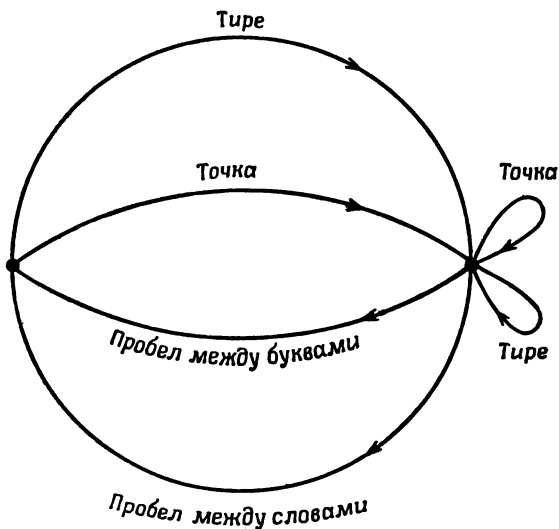 Тире
Точка
Точка
Пробел между буквами
Тире
Пробел между словами